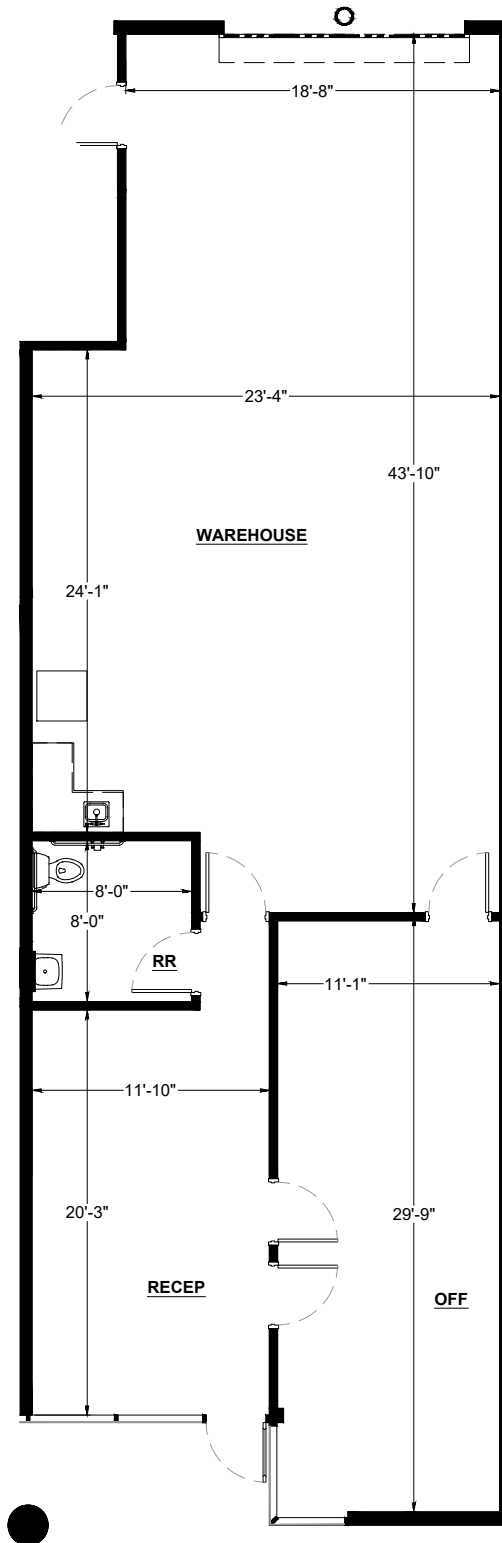 18'-8"
23'-4"
43'-10"
WAREHOUSE
24'-1"
8'-0"
8'-0"
RR
11'-1"
11'-10"
20'-3"
29'-9"
RECEP
OFF